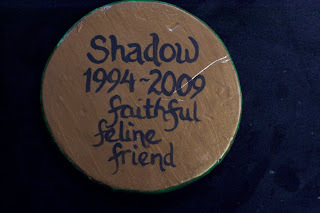 Shadow
1994~2009
faithful
feline
friend